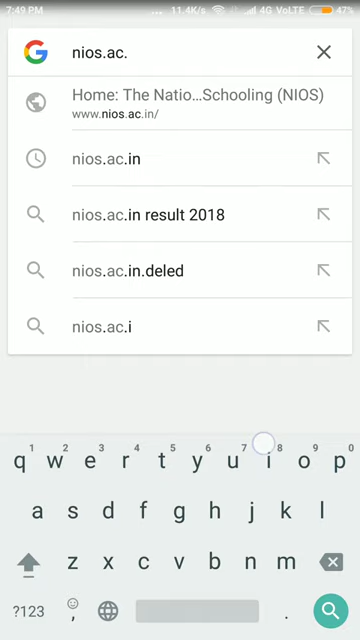 7:49 PM ... 11.4K/s 4G VoLTE 47%
nios.ac.
Home: The Natio...Schooling (NIOS)
www.nios.ac.in/
nios.ac.in
nios.ac.in result 2018
nios.ac.in.deled
nios.ac.i
1 2 3 4 5 6 7 8 9 0
q w e r t y u i o p
a s d f g h j k l
z x c v b n m
?123 , .